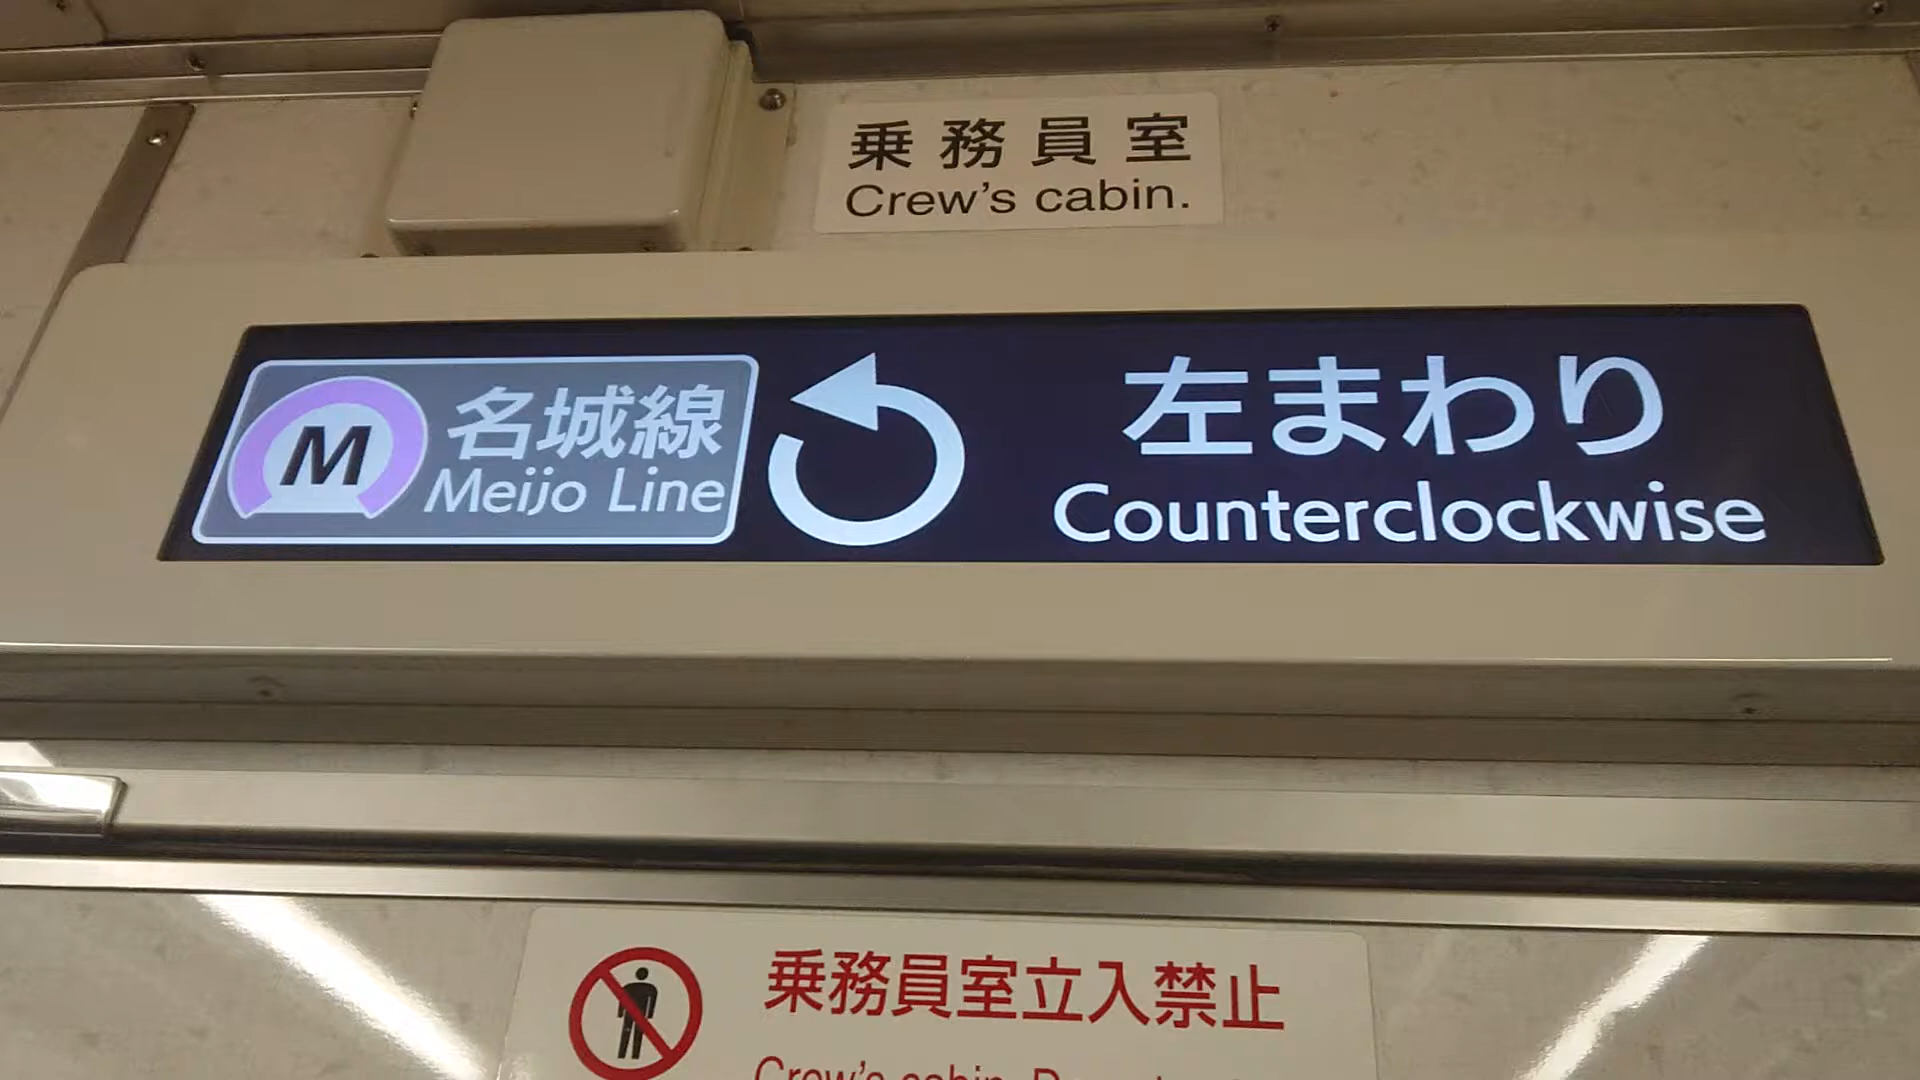 乗務員室
Crew's cabin.
M
名城線
Meijo Line
左まわり
Counterclockwise
乗務員室立入禁止
Crew's cabin.